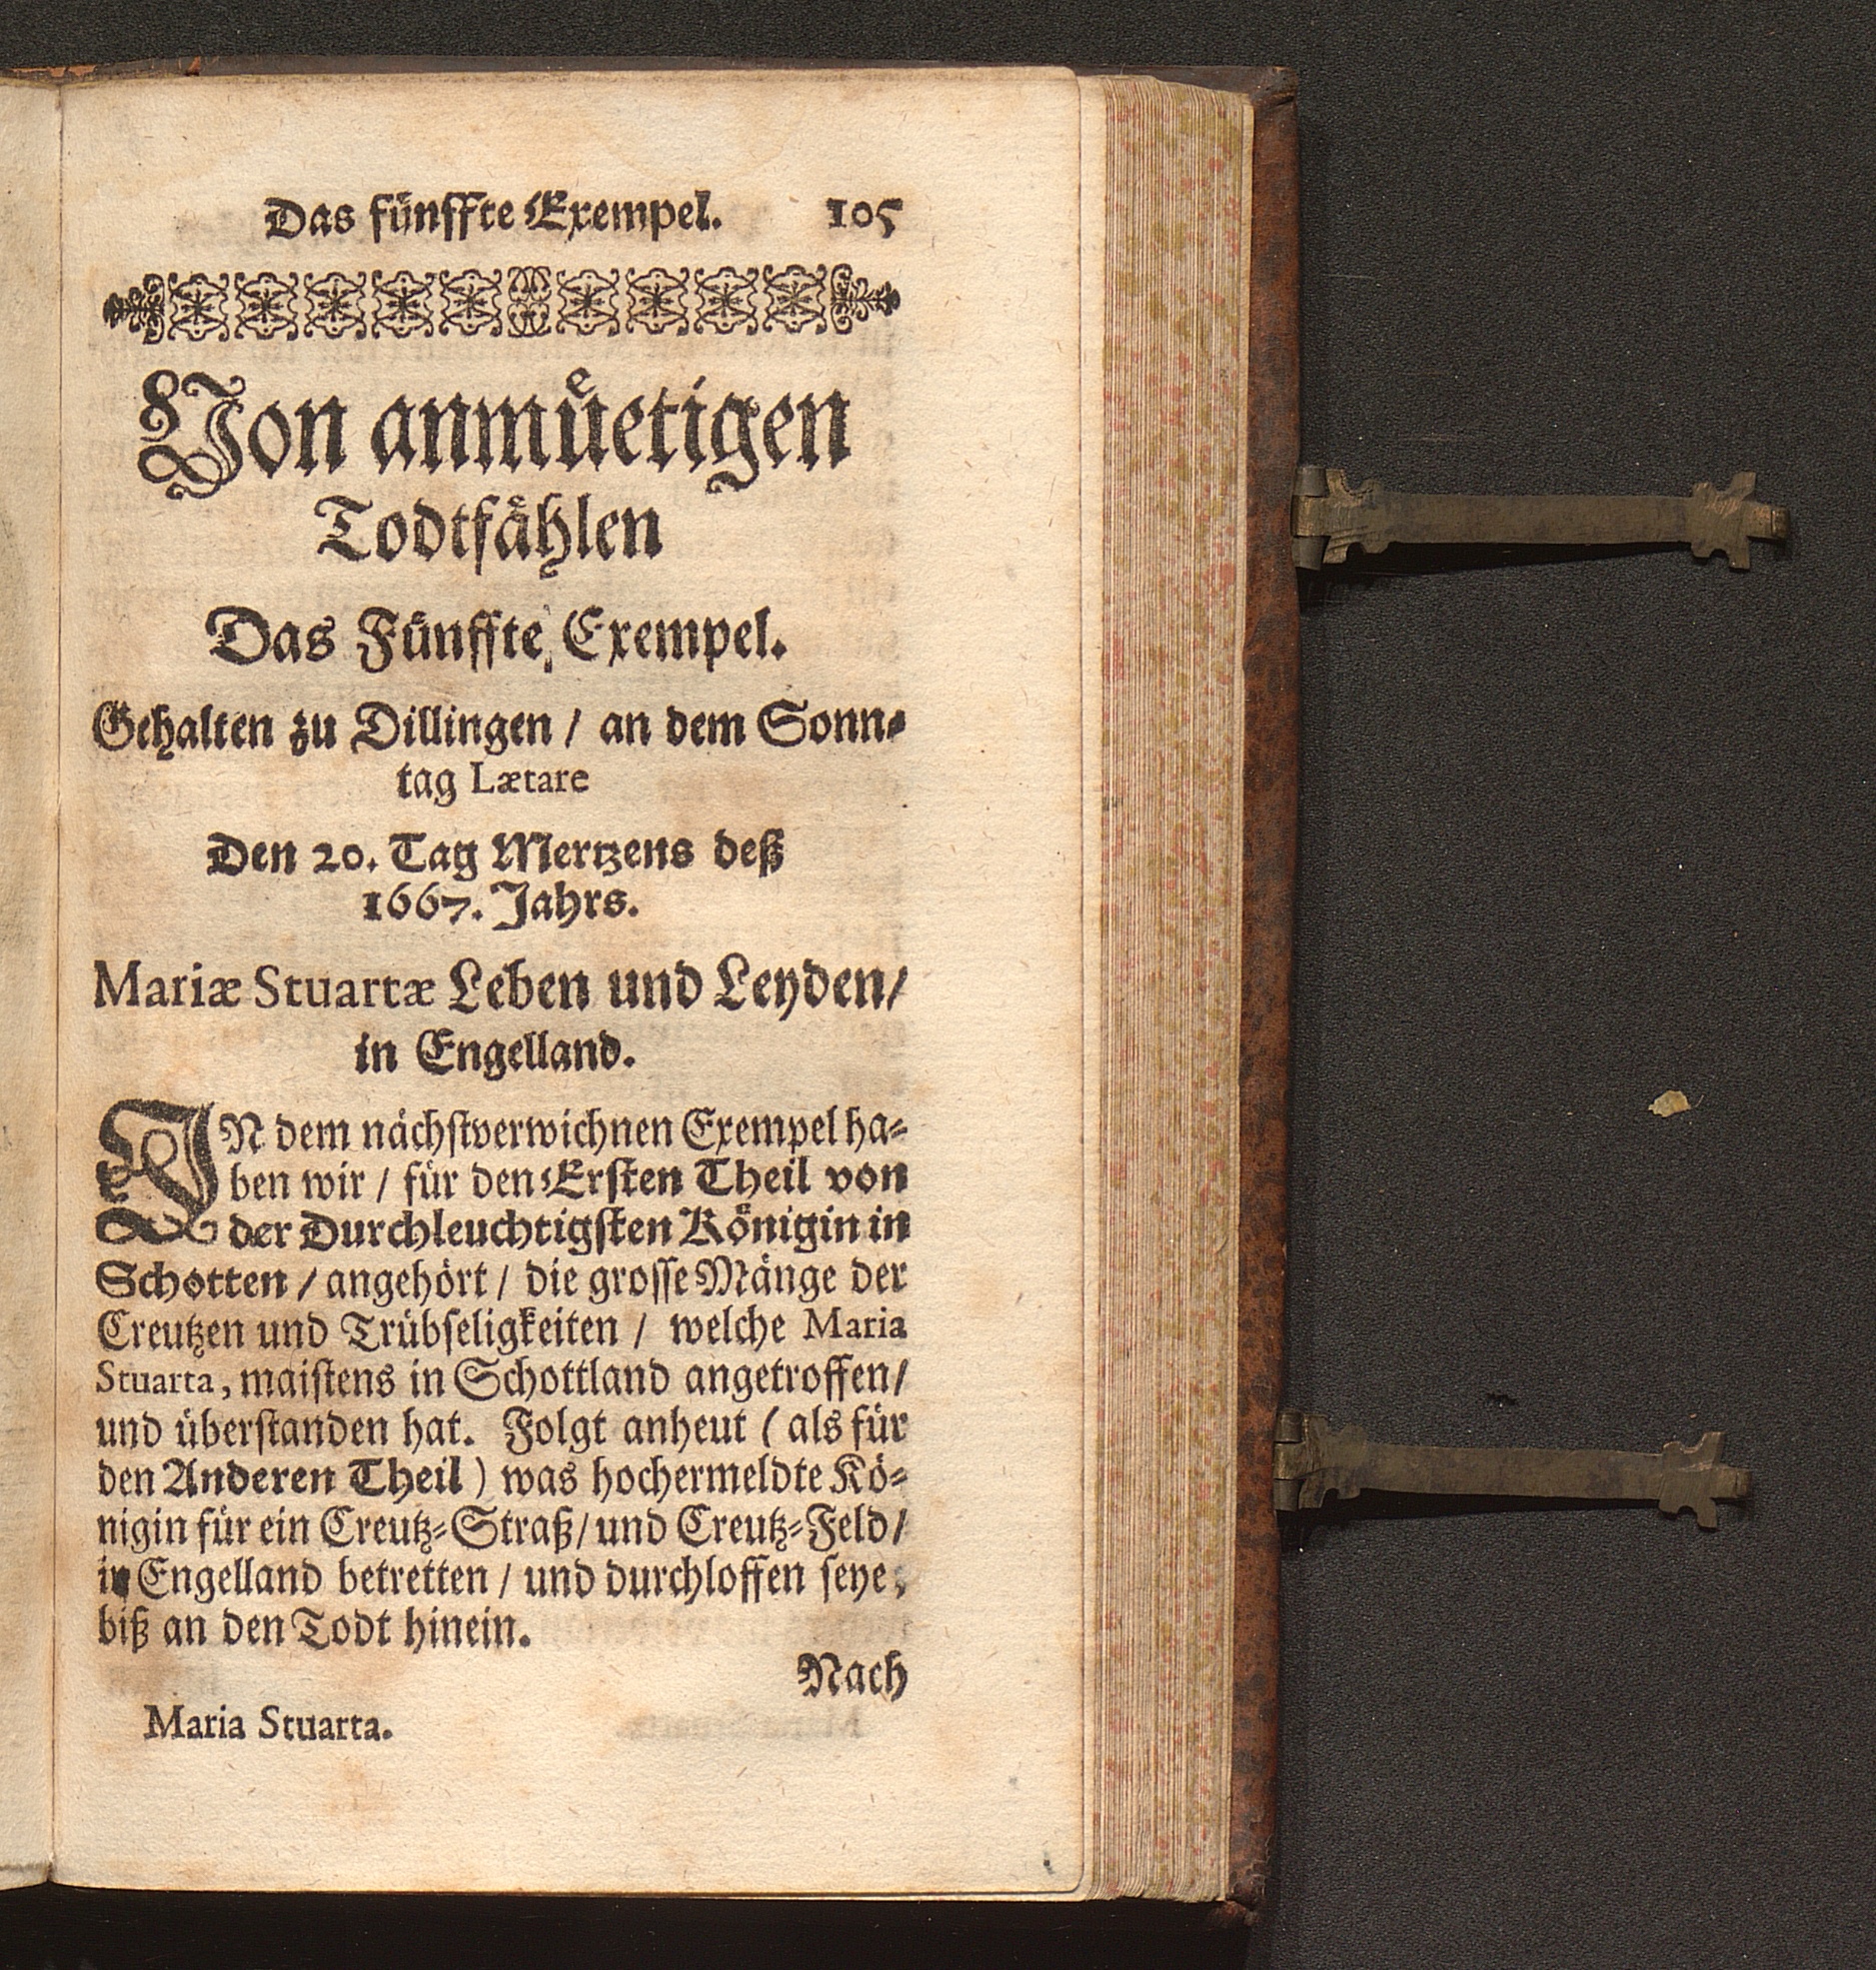 Das fünffte Exempel. 105
Von anmüetigen
Todtfählen
Das Fünffte Exempel.
Gehalten zu Dillingen / an dem Sonn-
tag Lætare
Den 20. Tag Mertzens deß
1667. Jahrs.
Mariæ Stuartæ Leben und Leyden/
in Engelland.
IN dem nächstverwichnen Exempel ha-
ben wir / für den Ersten Theil von
der Durchleuchtigsten Königin in
Schotten / angehört / die grosse Mänge der
Creutzen und Trübseligkeiten / welche Maria
Stuarta, maistens in Schottland angetroffen/
und überstanden hat. Folgt anheut (als für
den Anderen Theil) was hochermeldte Kö-
nigin für ein Creutz-Straß/ und Creutz-Feld/
in Engelland betretten / und durchloffen seye,
biß an den Todt hinein.
Nach
Maria Stuarta.